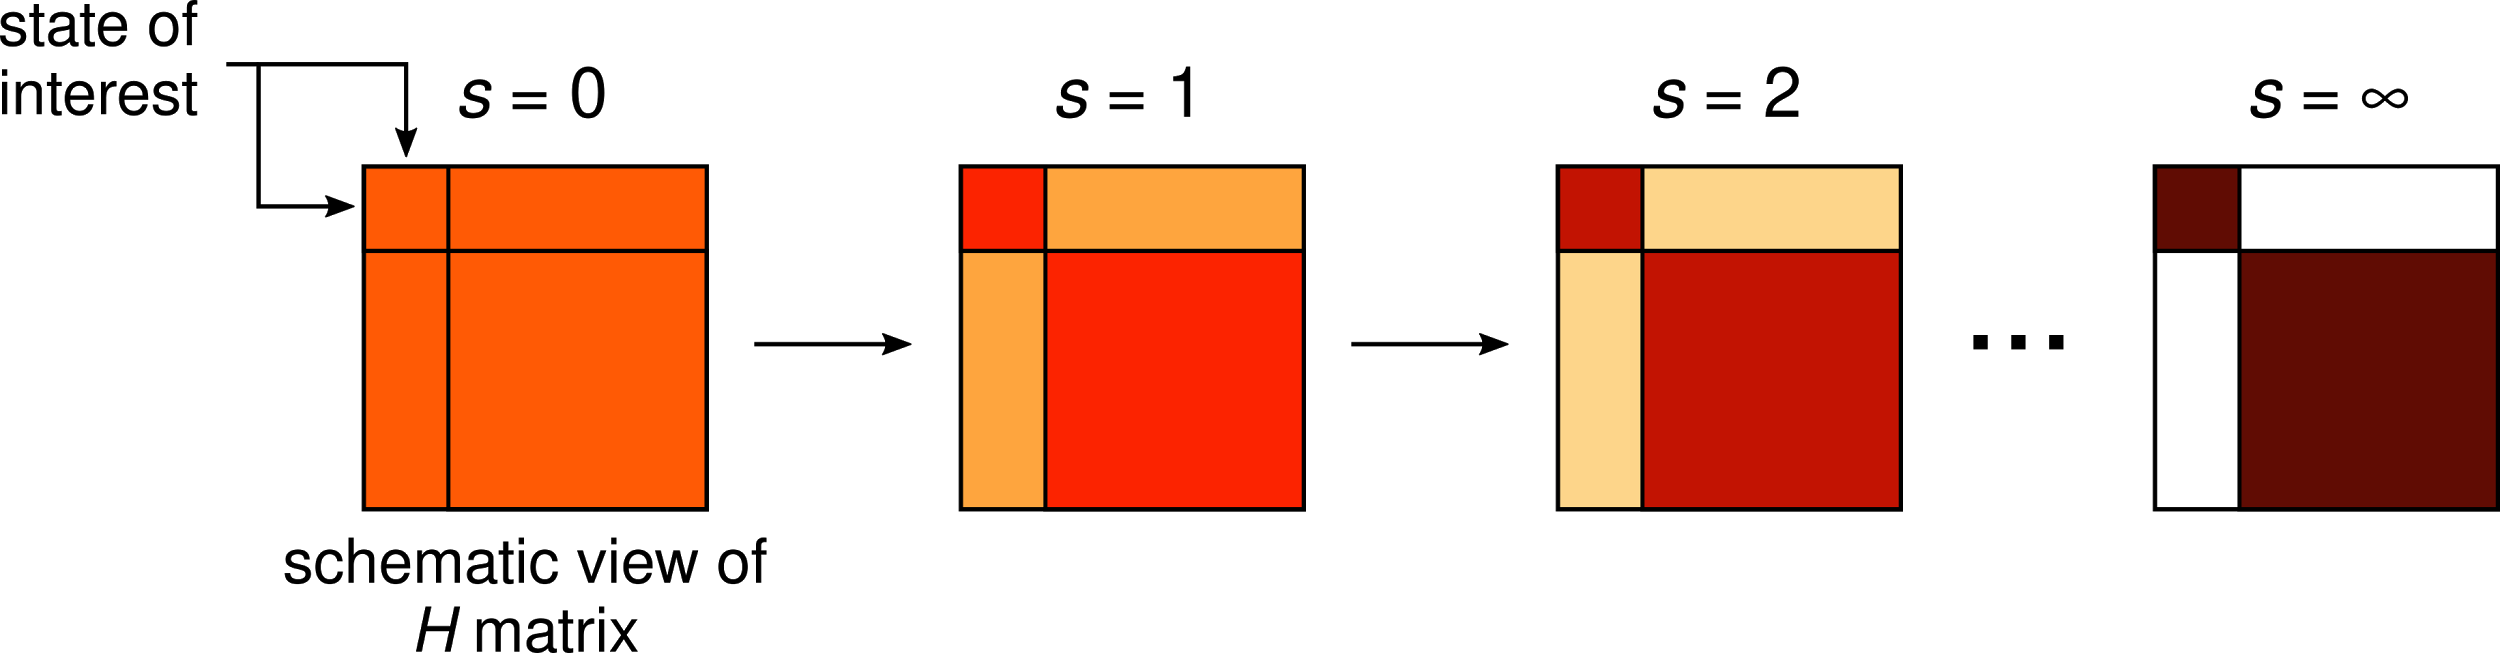 state of
interest
s = 0
s = 1
s = 2
s = ∞
schematic view of
H matrix